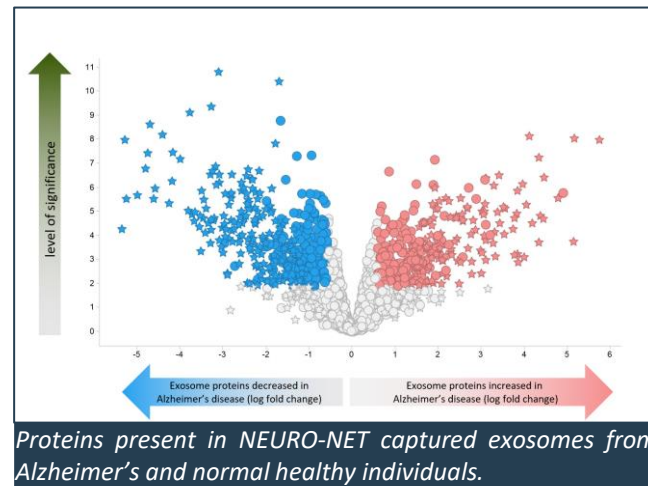 level of significance
11
10
9
8
7
6
5
4
3
2
1
0
-5 -4 -3 -2 -1 0 1 2 3 4 5 6
Exosome proteins decreased in
Alzheimer's disease (log fold change)
Exosome proteins increased in
Alzheimer's disease (log fold change)
Proteins present in NEURO-NET captured exosomes from
Alzheimer's and normal healthy individuals.